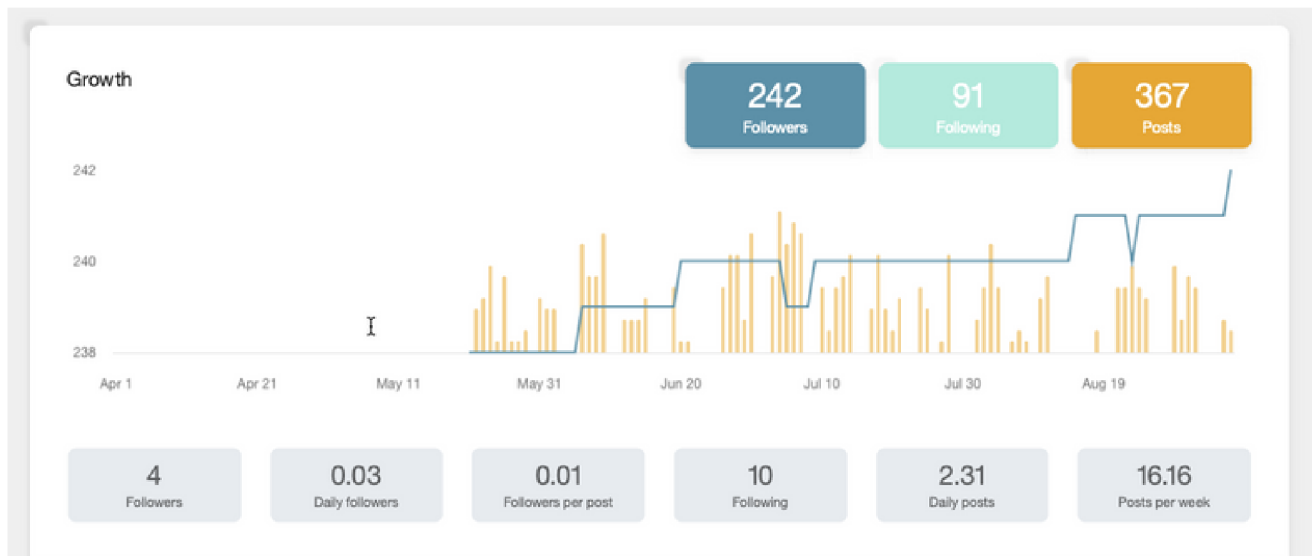 Growth
242
Followers
91
Following
367
Posts
242
240
238
Apr 1 Apr 21 May 11 May 31 Jun 20 Jul 10 Jul 30 Aug 19
4
Followers
0.03
Daily followers
0.01
Followers per post
10
Following
2.31
Daily posts
16.16
Posts per week